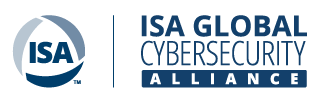 ISA
TM
ISA GLOBAL
CYBERSECURITY
ALLIANCE